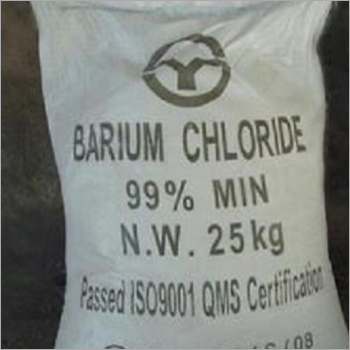 BARIUM CHLORIDE
99% MIN
N.W. 25kg
Passed ISO9001 QMS Certification